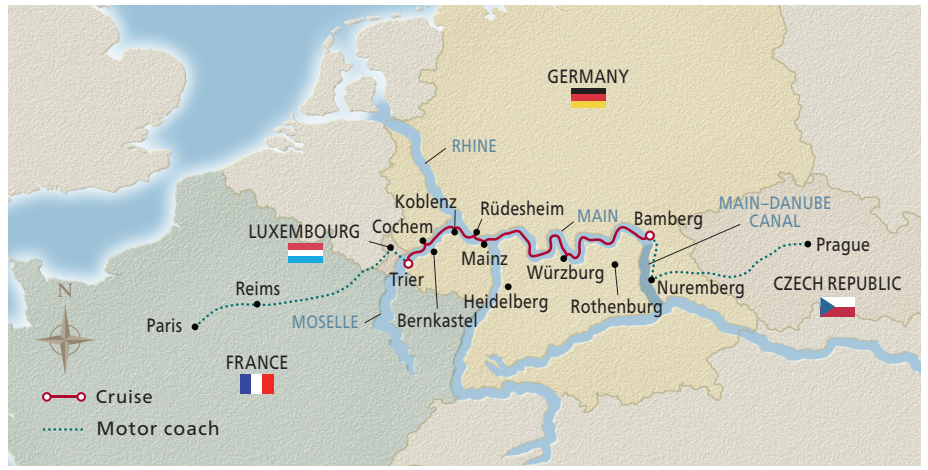 GERMANY
RHINE
Koblenz
Rüdesheim
MAIN
Bamberg
MAIN–DANUBE
CANAL
LUXEMBOURG
Cochem
Mainz
Würzburg
Prague
Trier
Heidelberg
Rothenburg
Nuremberg
CZECH REPUBLIC
N
Reims
Paris
MOSELLE
Bernkastel
FRANCE
Cruise
Motor coach